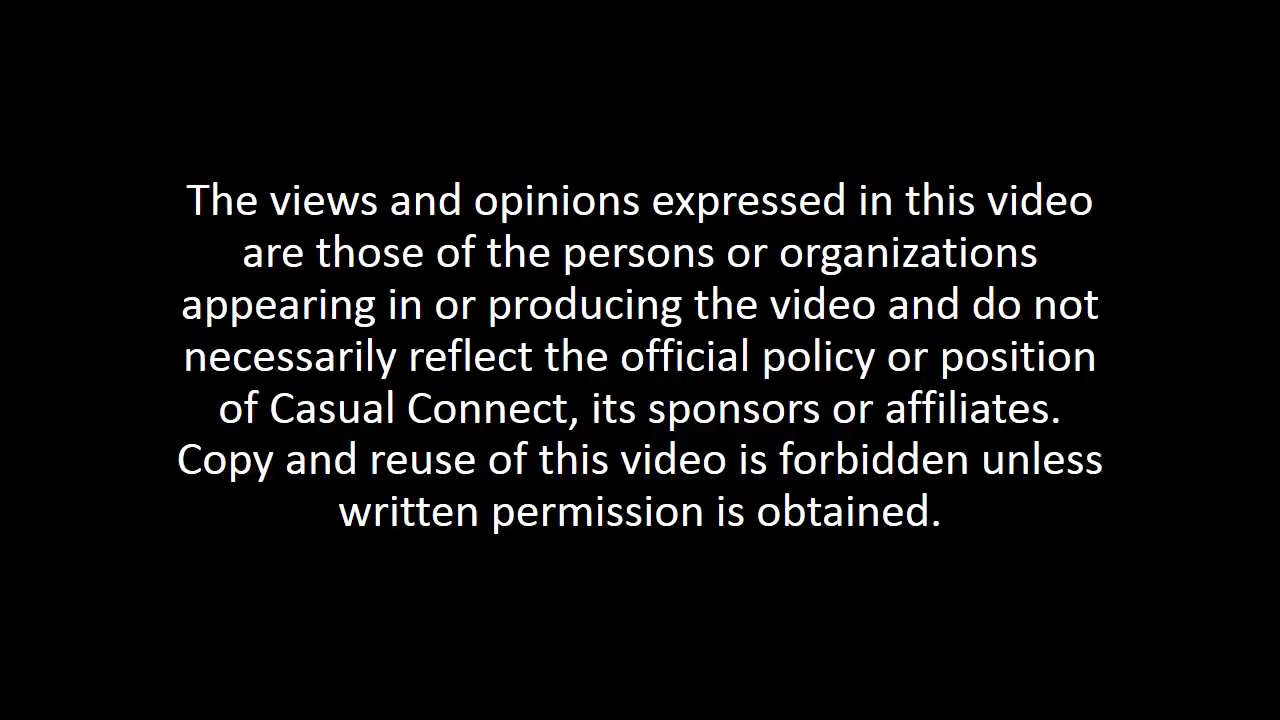 The views and opinions expressed in this video
are those of the persons or organizations
appearing in or producing the video and do not
necessarily reflect the official policy or position
of Casual Connect, its sponsors or affiliates.
Copy and reuse of this video is forbidden unless
written permission is obtained.